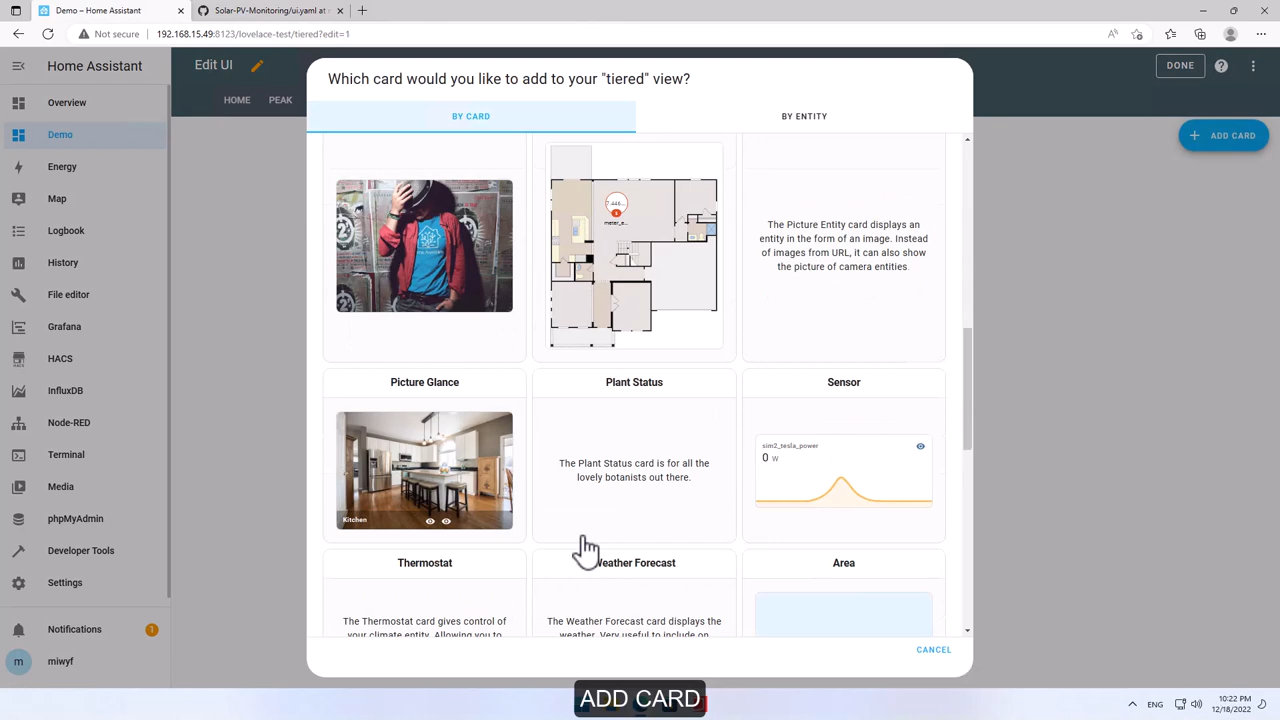 Demo – Home Assistant
Solar-PV-Monitoring/ui.yaml at
Not secure
192.168.15.49:8123/lovelace-test/tiered?edit=1
Home Assistant
Edit UI
DONE
HOME
PEAK
ADD CARD
Overview
Demo
Energy
Map
Logbook
History
File editor
Grafana
HACS
InfluxDB
Node-RED
Terminal
Media
phpMyAdmin
Developer Tools
Settings
Notifications
1
m
miwyf
Which card would you like to add to your "tiered" view?
BY CARD
BY ENTITY
The Picture Entity card displays an
entity in the form of an image. Instead
of images from URL, it can also show
the picture of camera entities.
Picture Glance
Plant Status
Sensor
Kitchen
The Plant Status card is for all the
lovely botanists out there.
sim2_tesla_power
0 W
Thermostat
Weather Forecast
Area
The Thermostat card gives control of
your climate entity. Allowing you to
The Weather Forecast card displays the
weather. Very useful to include on
CANCEL
ADD CARD
ENG
10:22 PM
12/18/2022